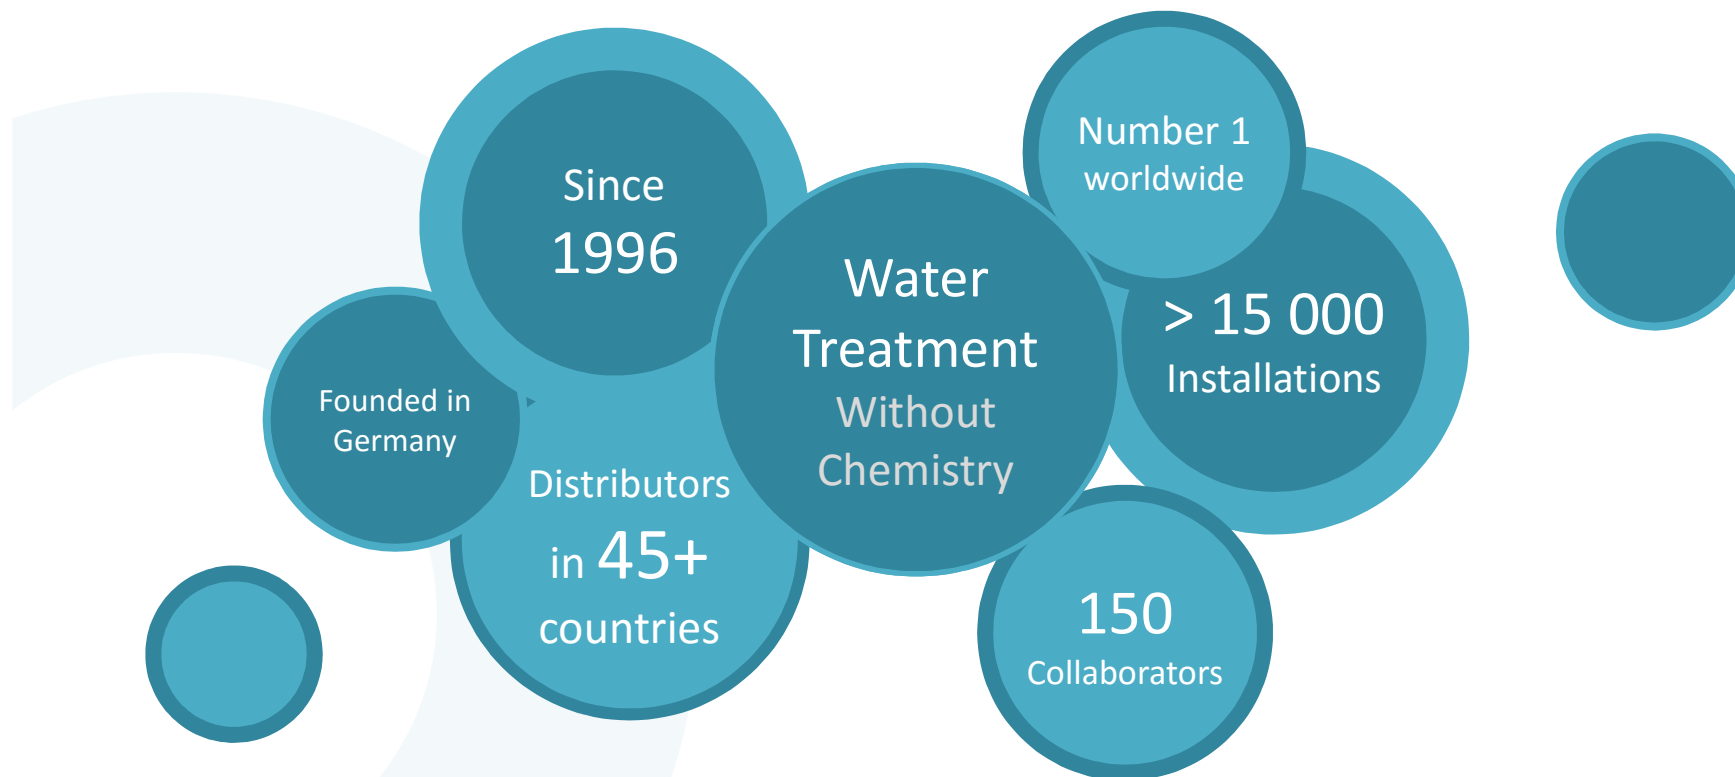 Since
1996
Number 1
worldwide
Water
Treatment
Without
Chemistry
> 15 000
Installations
Founded in
Germany
Distributors
in 45+
countries
150
Collaborators